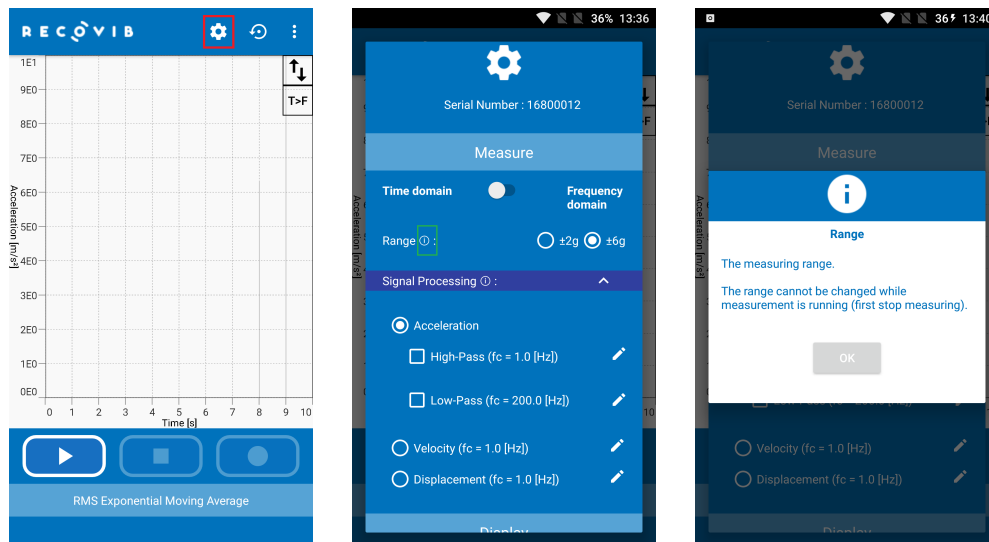 RECOVIB
1E1
9E0
8E0
7E0
6E0
5E0
4E0
3E0
2E0
1E0
0E0
Acceleration [m/s²]
T>F
0 1 2 3 4 5 6 7 8 9 10
Time [s]
RMS Exponential Moving Average
36% 13:36
Serial Number : 16800012
Measure
Time domain
Frequency
domain
Range ⓘ :
±2g
±6g
Signal Processing ⓘ :
Acceleration
High-Pass (fc = 1.0 [Hz])
Low-Pass (fc = 200.0 [Hz])
Velocity (fc = 1.0 [Hz])
Displacement (fc = 1.0 [Hz])
Display
Acceleration [m/s²]
10
36 13:40
Serial Number : 16800012
Measure
i
Range
The measuring range.
The range cannot be changed while
measurement is running (first stop measuring).
OK
Velocity (fc = 1.0 [Hz])
Displacement (fc = 1.0 [Hz])
Display